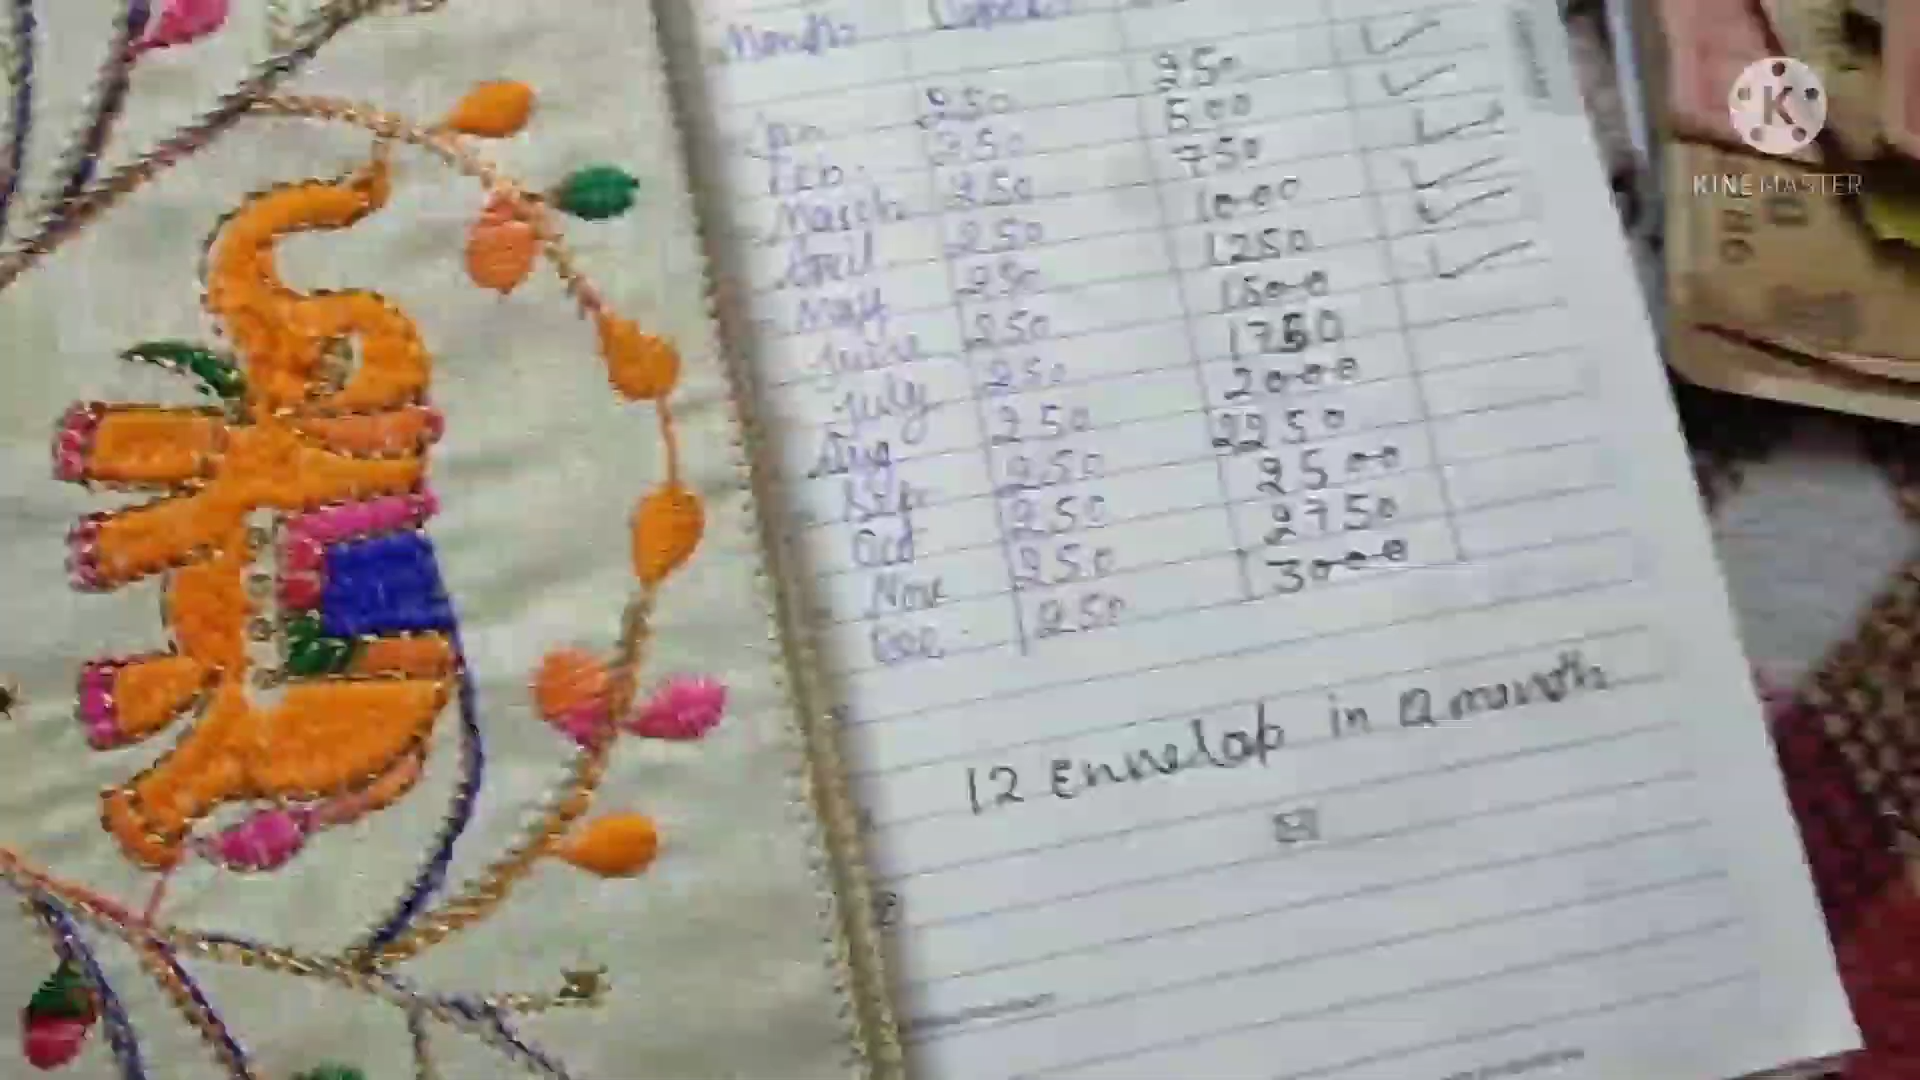 Month
250 250 ✓
Jan 250 500 ✓
Feb. 250 750 ✓
March 250 1000 ✓
April 250 1250 ✓
May 250 1500 ✓
June 250 1750
July 250 2000
Aug 250 2250
Sep 250 2500
Oct 250 2750
Nov 250 3000
Dec
12 Ennelop in 12 month
KINEMASTER